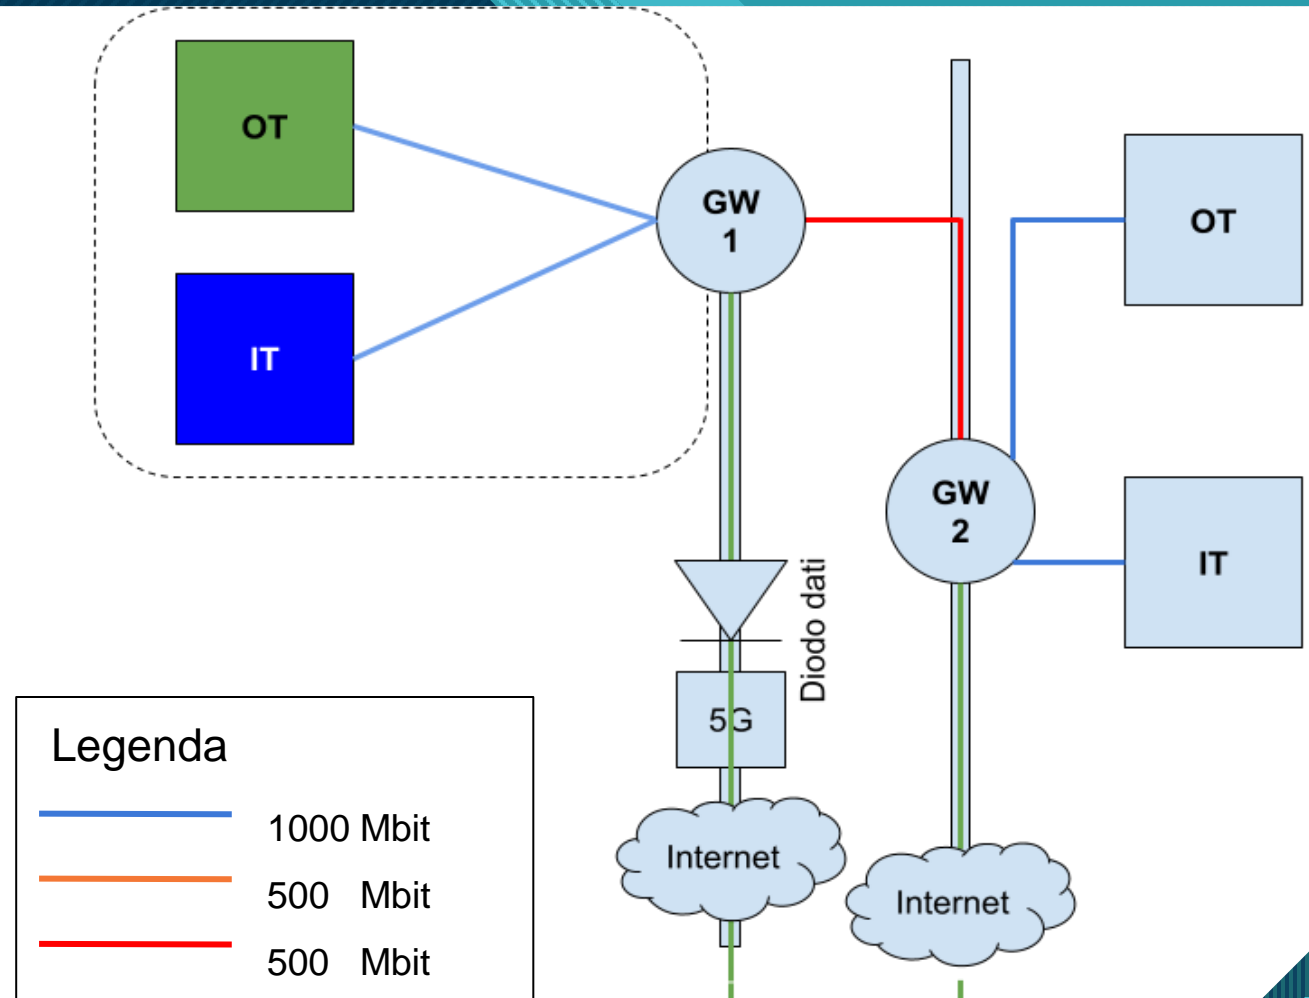 OT
GW
1
OT
IT
GW
2
IT
Diodo dati
5G
Internet
Internet
Legenda
1000 Mbit
500 Mbit
500 Mbit